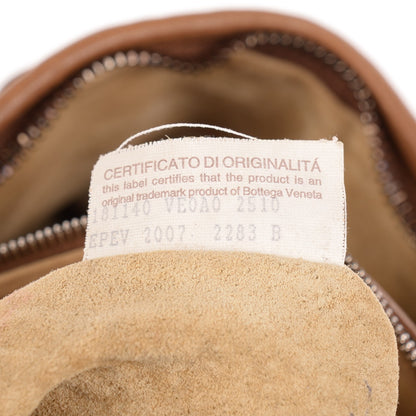 CERTIFICATO DI ORIGINALITÁ
this label certifies that the product is an
original trademark product of Bottega Veneta
181140 VE0A0 2510
EPEV 2007 2283 B